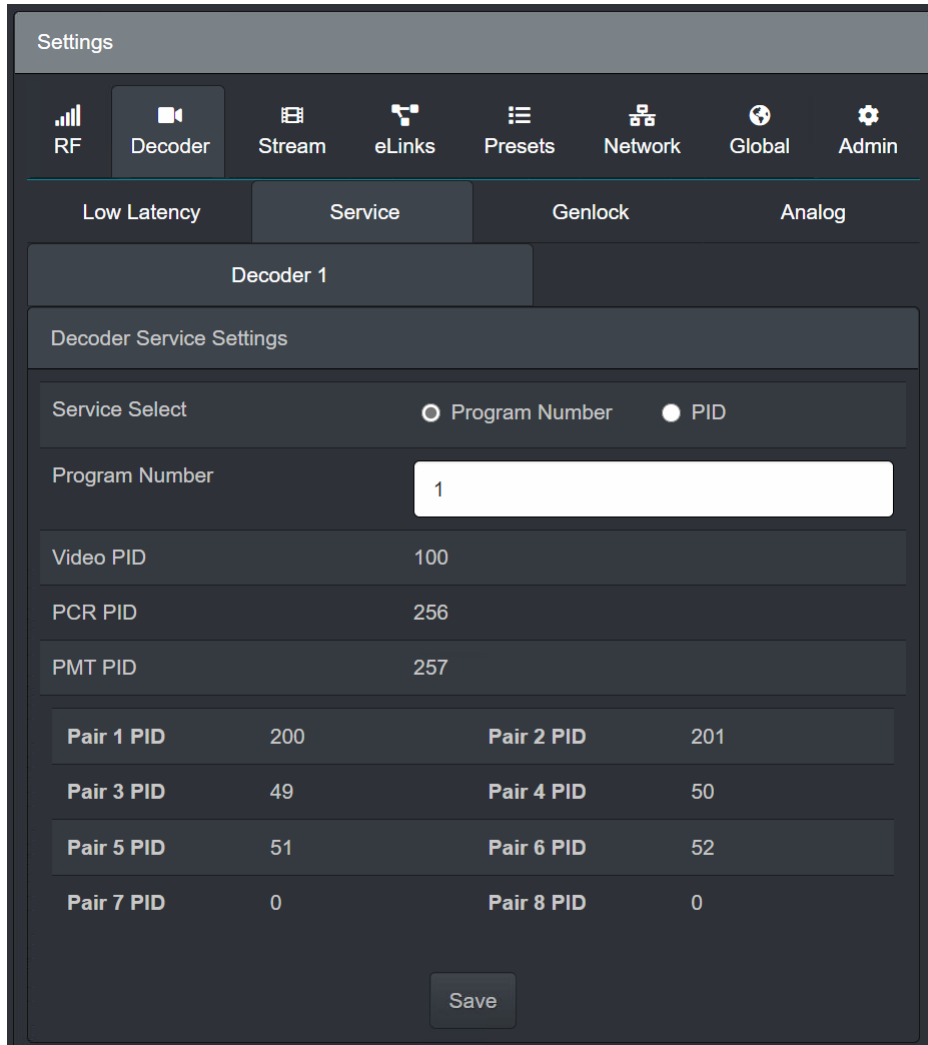 Settings
RF Decoder Stream eLinks Presets Network Global Admin
Low Latency Service Genlock Analog
Decoder 1
Decoder Service Settings
Service Select Program Number PID
Program Number 1
Video PID 100
PCR PID 256
PMT PID 257
Pair 1 PID 200 Pair 2 PID 201
Pair 3 PID 49 Pair 4 PID 50
Pair 5 PID 51 Pair 6 PID 52
Pair 7 PID 0 Pair 8 PID 0
Save